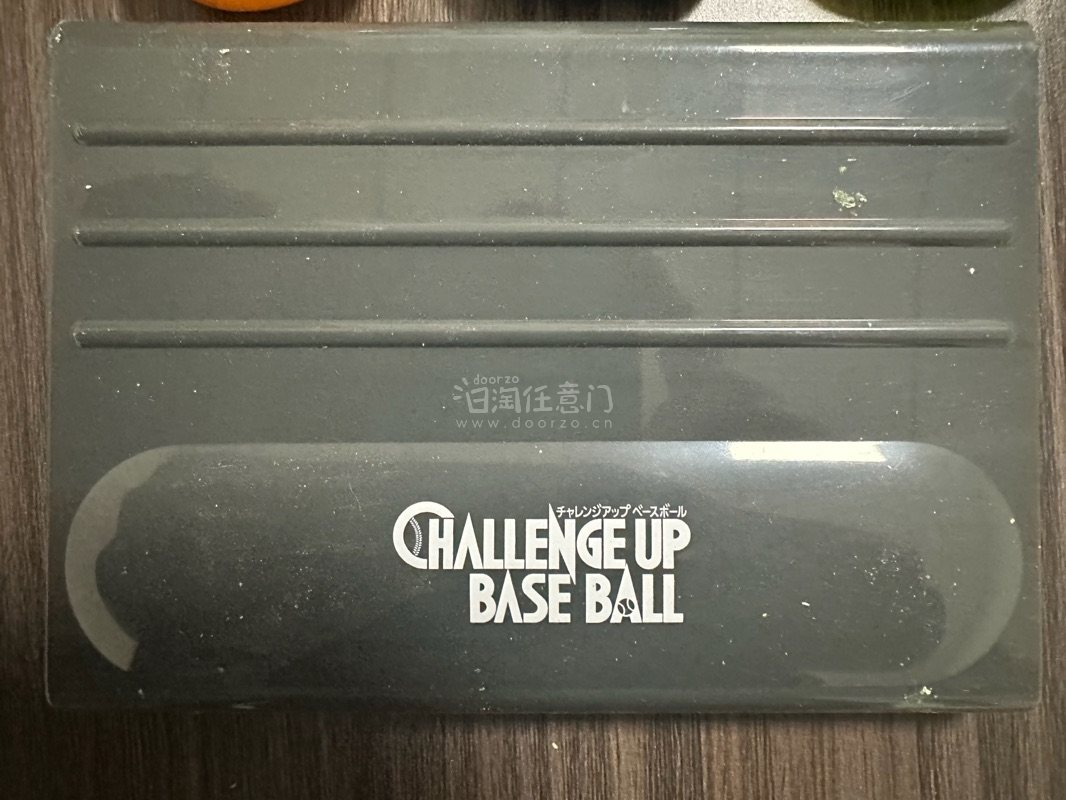 doorzo
汩淘任意门
www.doorzo.cn
チャレンジアップ ベースボール
CHALLENGE UP
BASE BALL